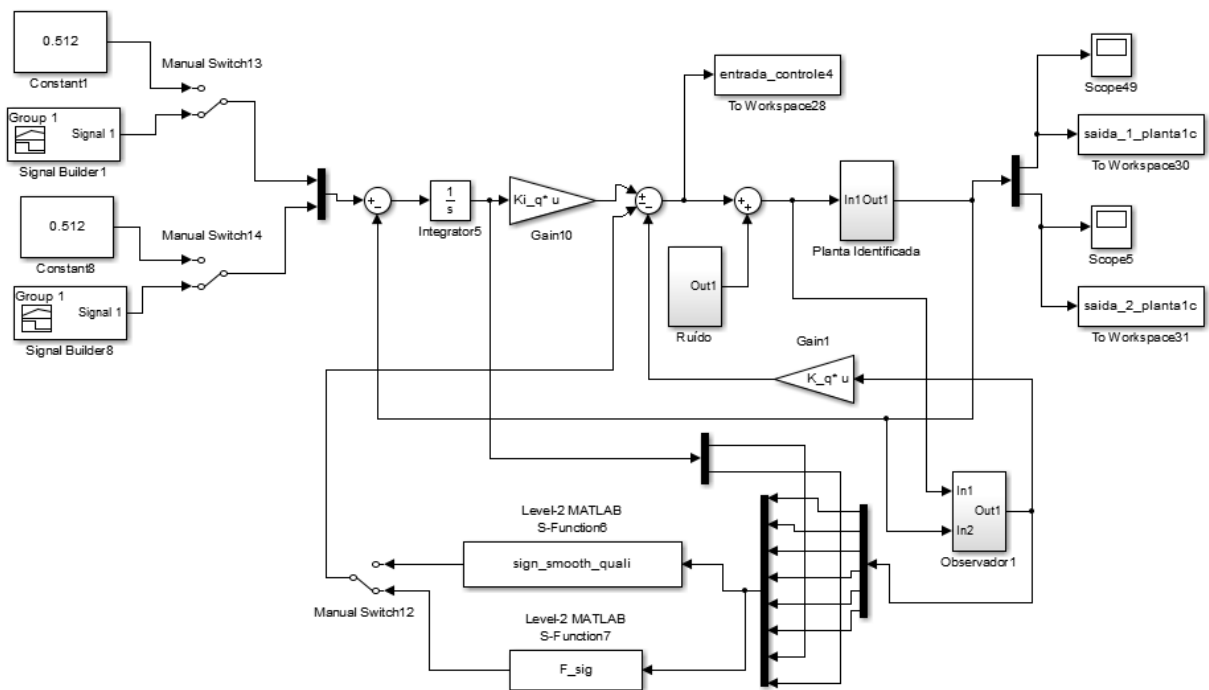 0.512
Constant1
Manual Switch13
Group 1
Signal 1
Signal Builder1
0.512
Constant8
Manual Switch14
Group 1
Signal 1
Signal Builder8
+
−
1
s
Integrator5
Ki_q* u
Gain10
±
−
entrada_controle4
To Workspace28
+
+
Out1
Ruído
In1
Out1
Planta Identificada
Scope49
saida_1_planta1c
To Workspace30
Scope5
saida_2_planta1c
To Workspace31
Gain1
K_q* u
In1
Out1
In2
Observador1
Level-2 MATLAB
S-Function6
sign_smooth_quali
Manual Switch12
Level-2 MATLAB
S-Function7
F_sig